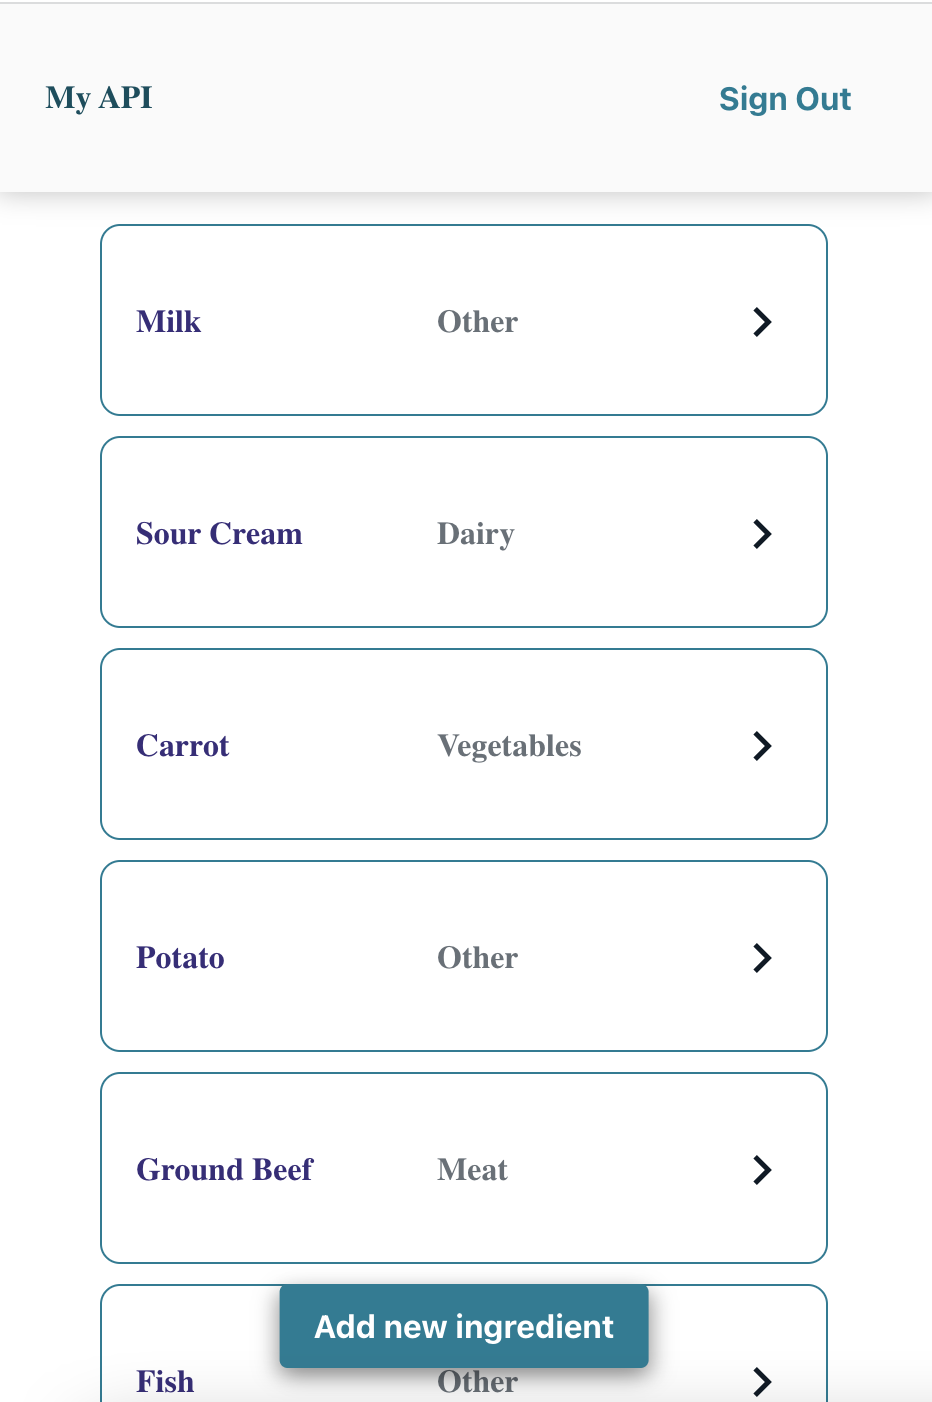 My API
Sign Out
Milk Other
Sour Cream Dairy
Carrot Vegetables
Potato Other
Ground Beef Meat
Add new ingredient
Fish Other